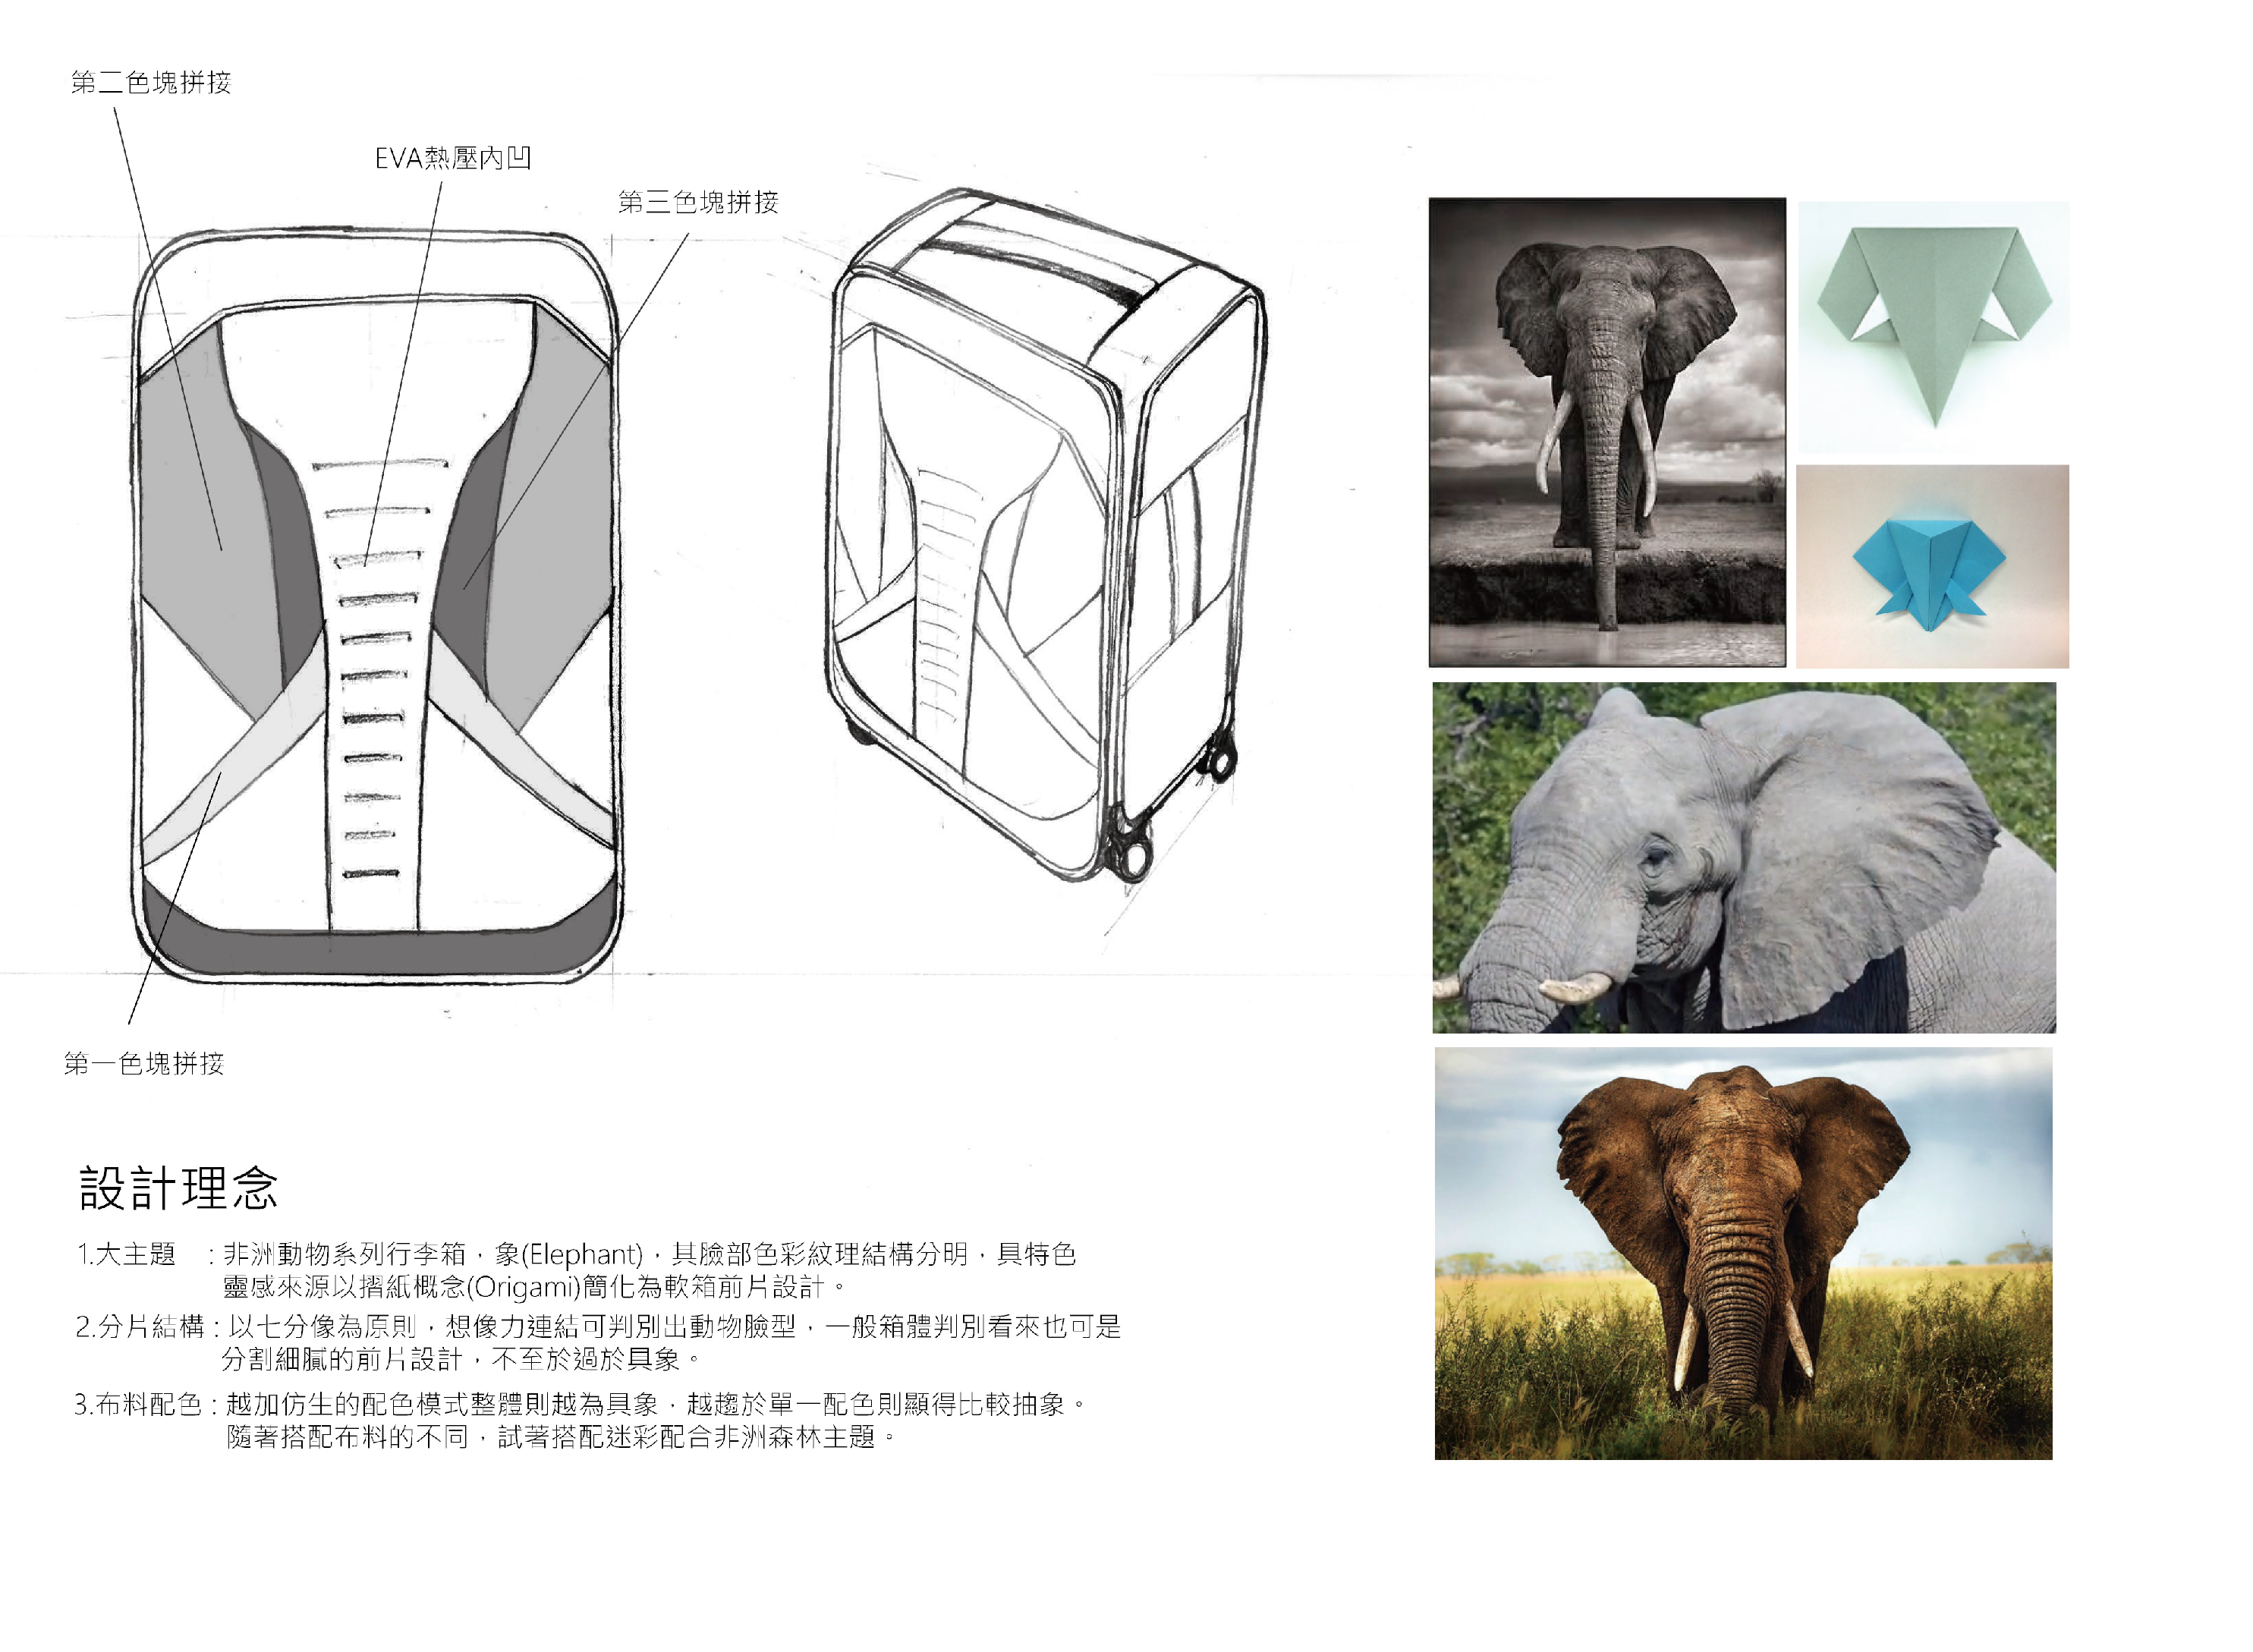 第二色塊拼接
EVA熱壓內凹
第三色塊拼接
第一色塊拼接
設計理念
1.大主題 : 非洲動物系列行李箱，象(Elephant)，其臉部色彩紋理結構分明，具特色
靈感來源以摺紙概念(Origami)簡化為軟箱前片設計。
2.分片結構 : 以七分像為原則，想像力連結可判別出動物臉型，一般箱體判別看來也可是
分割細膩的前片設計，不至於過於具象。
3.布料配色 : 越加仿生的配色模式整體則越為具象，越趨於單一配色則顯得比較抽象。
隨著搭配布料的不同，試著搭配迷彩配合非洲森林主題。